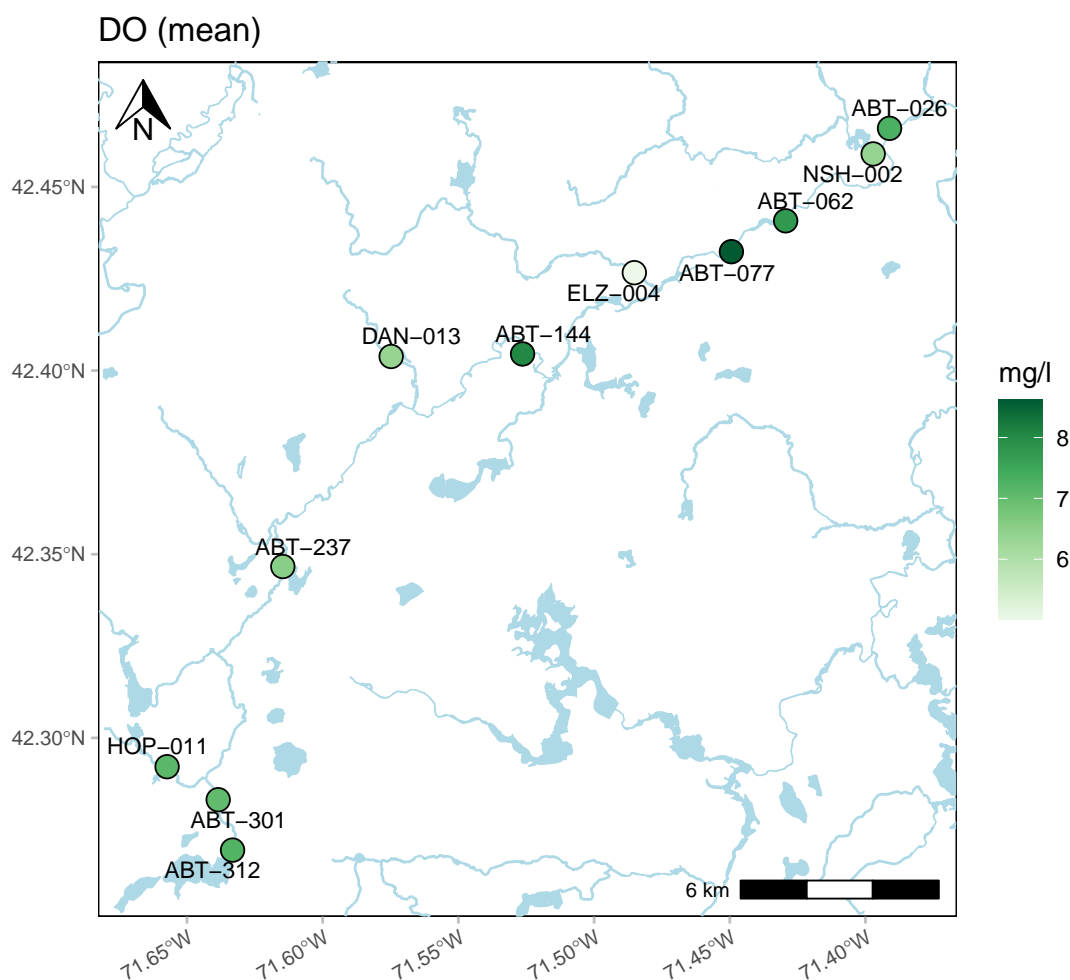 DO (mean)
N
ABT−026
NSH−002
ABT−062
ABT−077
ELZ−004
ABT−144
DAN−013
ABT−237
HOP−011
ABT−301
ABT−312
6 km
42.45°N
42.40°N
42.35°N
42.30°N
71.65°W
71.60°W
71.55°W
71.50°W
71.45°W
71.40°W
mg/l
8
7
6